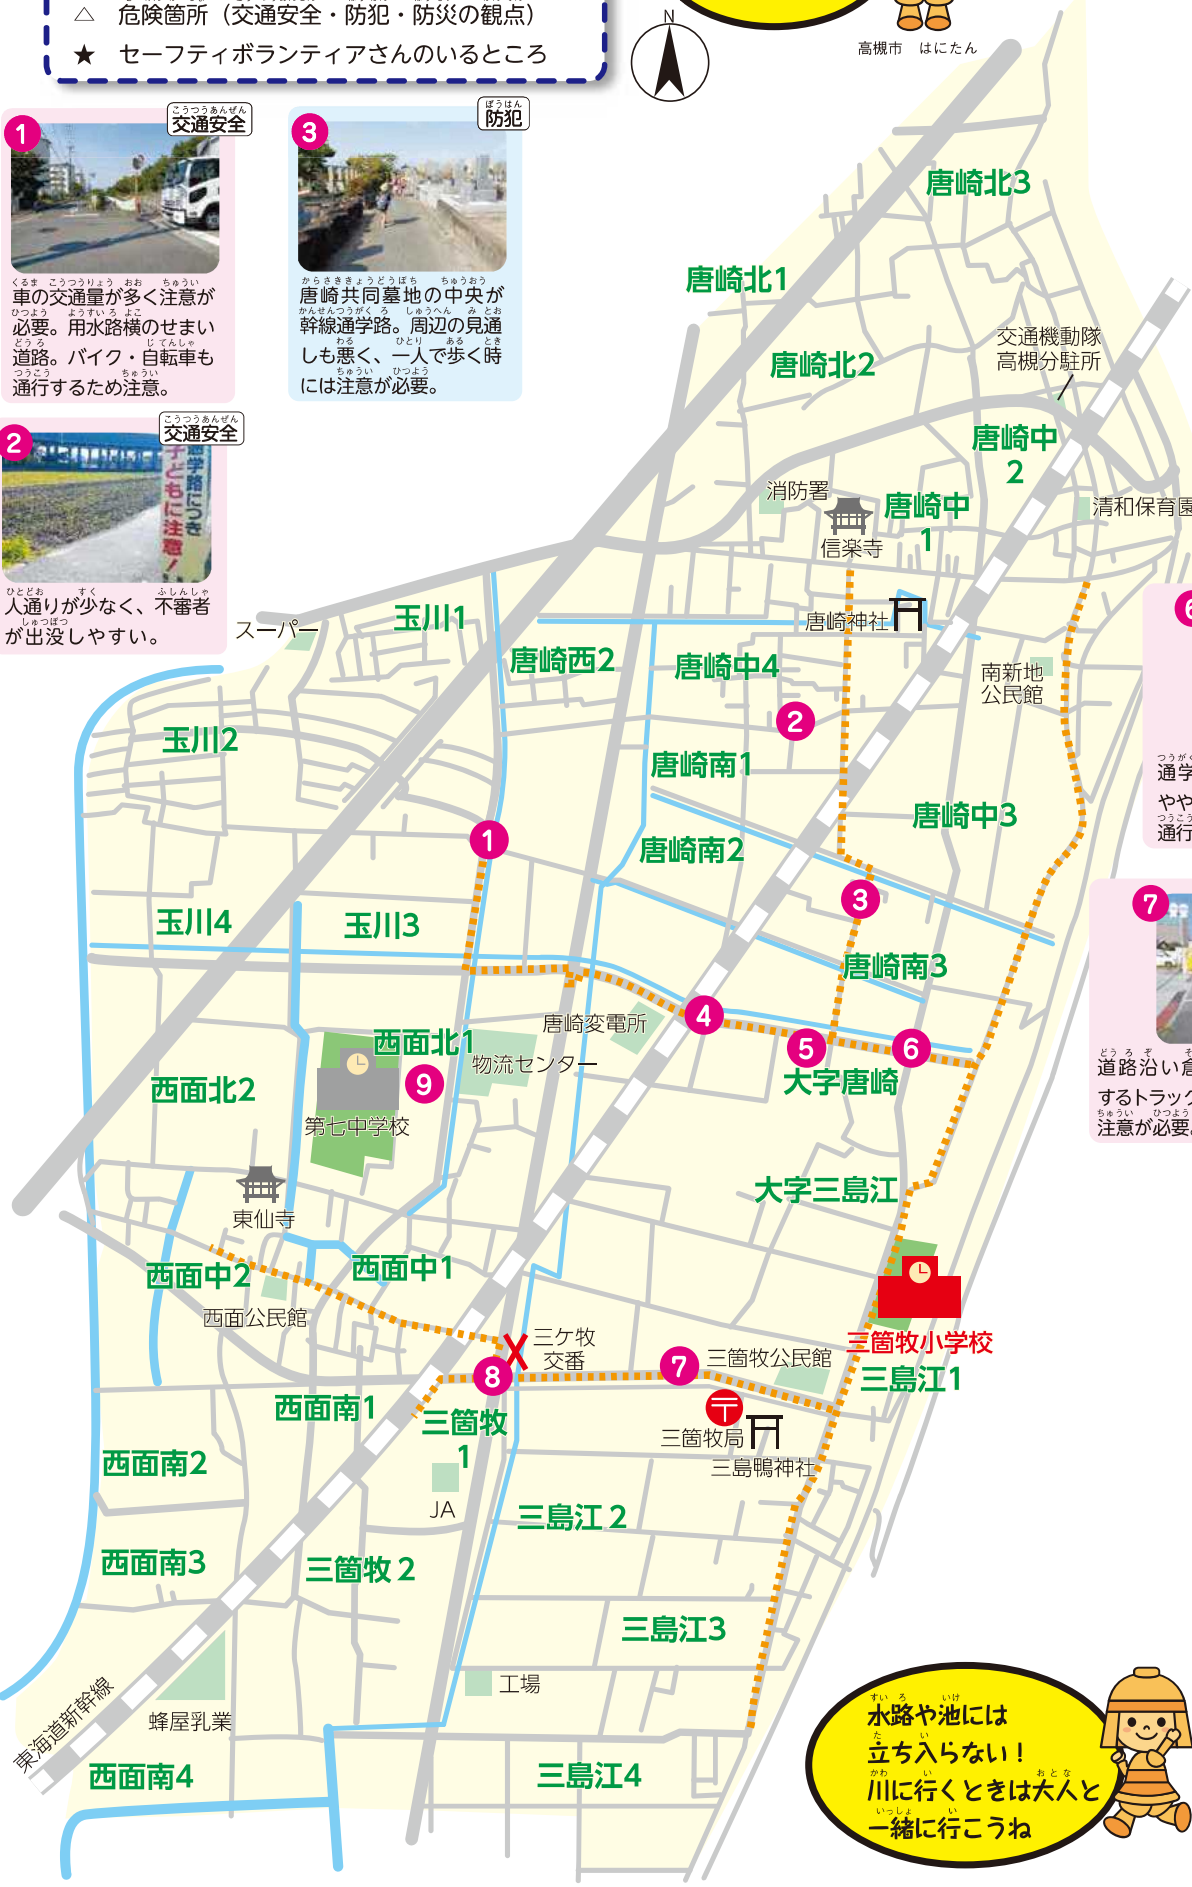 △ 危険箇所（交通安全・防犯・防災の観点）
★ セーフティボランティアさんのいるところ
N
高槻市 はにたん
1
交通安全
車の交通量が多く注意が
必要。用水路横のせまい
道路。バイク・自転車も
通行するため注意。
3
防犯
唐崎共同墓地の中央が
幹線通学路。周辺の見通
しも悪く、一人で歩く時
には注意が必要。
2
交通安全
通学路につき
子どもに注意！
人通りが少なく、不審者
が出没しやすい。
唐崎北3
唐崎北1
唐崎北2
交通機動隊
高槻分駐所
唐崎中
2
消防署
唐崎中
1
清和保育園
信楽寺
スーパー
玉川1
唐崎神社
唐崎西2
唐崎中4
南新地
公民館
2
玉川2
唐崎南1
唐崎中3
1
唐崎南2
3
玉川4
玉川3
唐崎南3
4
唐崎変電所
5
6
西面北1
物流センター
大字唐崎
西面北2
9
第七中学校
大字三島江
東仙寺
西面中2
西面中1
西面公民館
三ケ牧
交番
三箇牧小学校
7
三箇牧公民館
三島江1
8
西面南1
三箇牧
1
三箇牧局
三島鴨神社
西面南2
JA
三島江2
西面南3
三箇牧2
三島江3
工場
東海道新幹線
蜂屋乳業
西面南4
三島江4
6
通学
やや
通行
7
道路沿い倉
するトラック
注意が必要。
水路や池には
立ち入らない！
川に行くときは大人と
一緒に行こうね